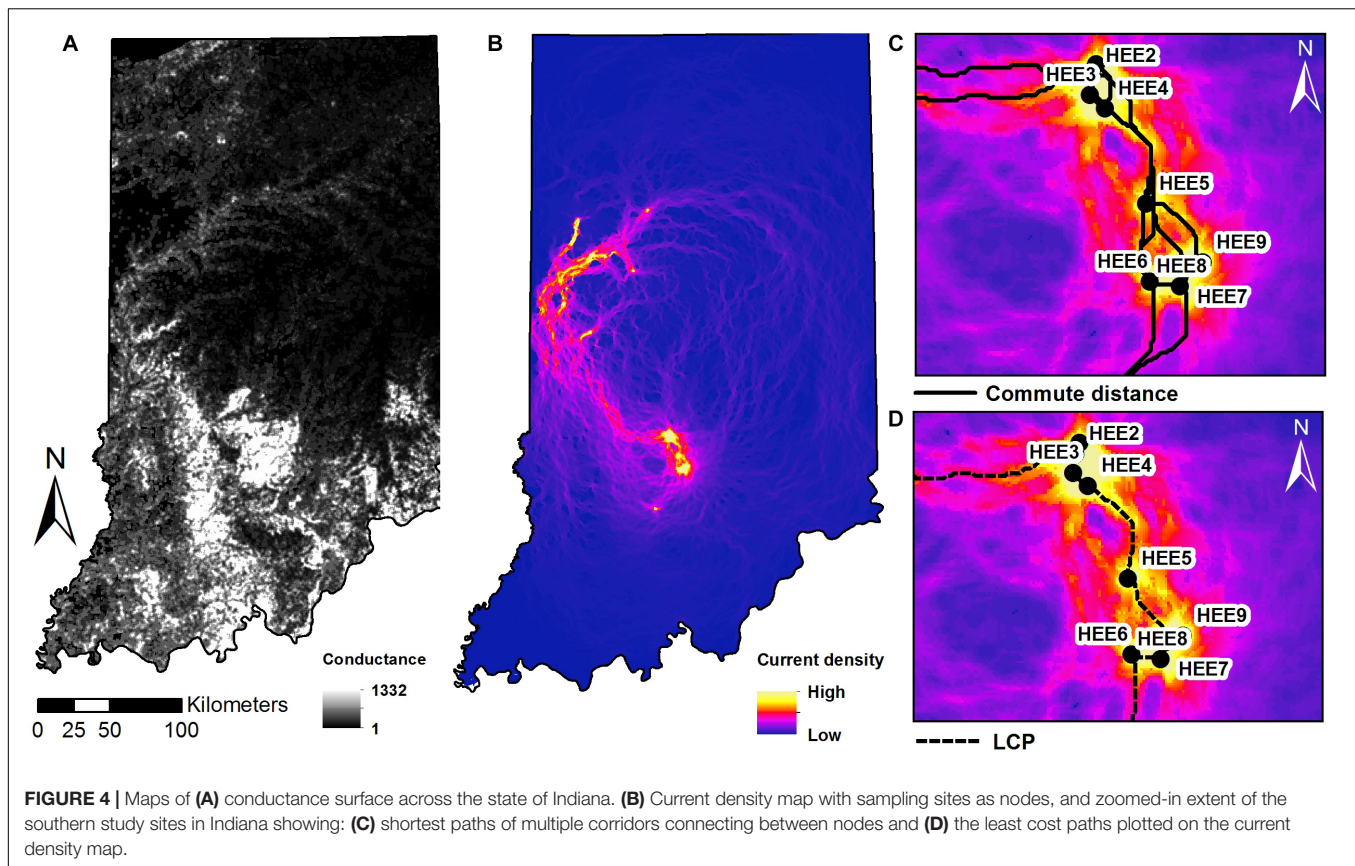 A
B
C
D
N
N
N
Conductance
1332
1
Kilometers
0 25 50 100
Current density
High
Low
HEE2
HEE3
HEE4
HEE5
HEE9
HEE6
HEE8
HEE7
Commute distance
HEE2
HEE3
HEE4
HEE5
HEE9
HEE6
HEE8
HEE7
LCP
FIGURE 4 | Maps of (A) conductance surface across the state of Indiana. (B) Current density map with sampling sites as nodes, and zoomed-in extent of the
southern study sites in Indiana showing: (C) shortest paths of multiple corridors connecting between nodes and (D) the least cost paths plotted on the current
density map.